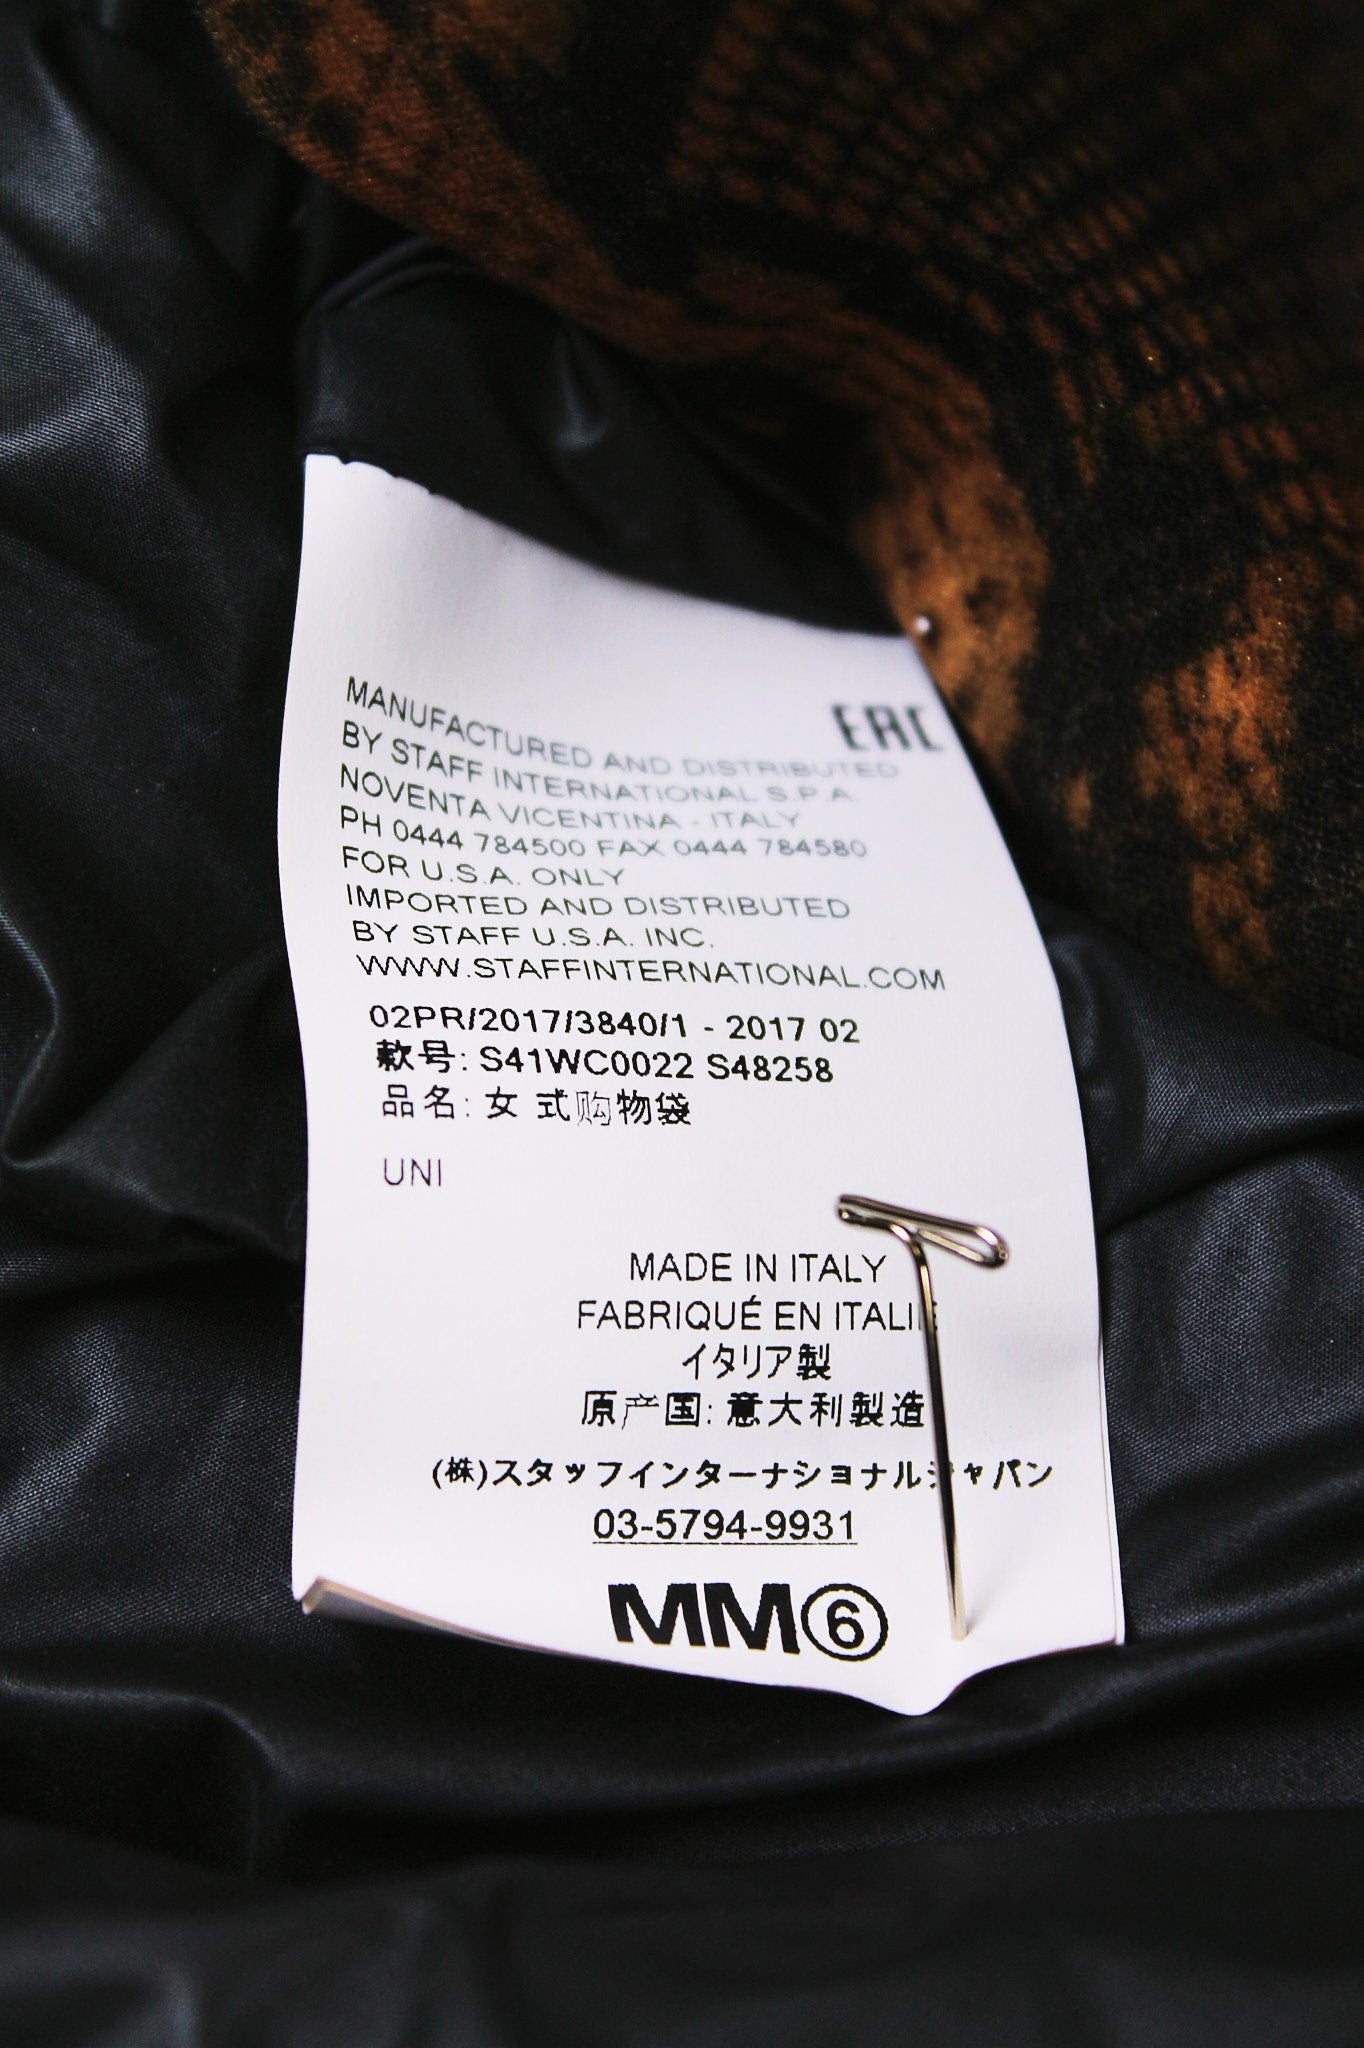 EAC
MANUFACTURED AND DISTRIBUTED
BY STAFF INTERNATIONAL S.P.A.
NOVENTA VICENTINA - ITALY
PH 0444 784500 FAX 0444 784580
FOR U.S.A. ONLY
IMPORTED AND DISTRIBUTED
BY STAFF U.S.A. INC.
WWW.STAFFINTERNATIONAL.COM
02PR/2017/3840/1 - 2017 02
款号: S41WC0022 S48258
品名: 女 式购物袋
UNI
MADE IN ITALY
FABRIQUÉ EN ITALIE
イタリア製
原产国: 意大利製造
(株)スタッフインターナショナルジャパン
03-5794-9931
MM⑥